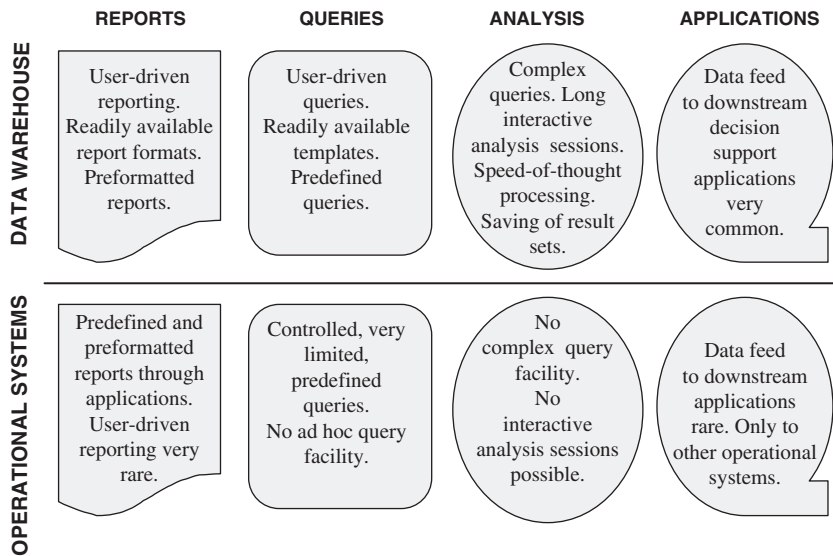 REPORTS QUERIES ANALYSIS APPLICATIONS
DATA WAREHOUSE
User-driven
reporting.
Readily available
report formats.
Preformatted
reports.
User-driven
queries.
Readily available
templates.
Predefined
queries.
Complex
queries. Long
interactive
analysis sessions.
Speed-of-thought
processing.
Saving of result
sets.
Data feed
to downstream
decision
support
applications
very
common.
OPERATIONAL SYSTEMS
Predefined and
preformatted
reports through
applications.
User-driven
reporting very
rare.
Controlled, very
limited,
predefined
queries.
No ad hoc query
facility.
No
complex query
facility.
No
interactive
analysis sessions
possible.
Data feed
to downstream
applications
rare. Only to
other operational
systems.